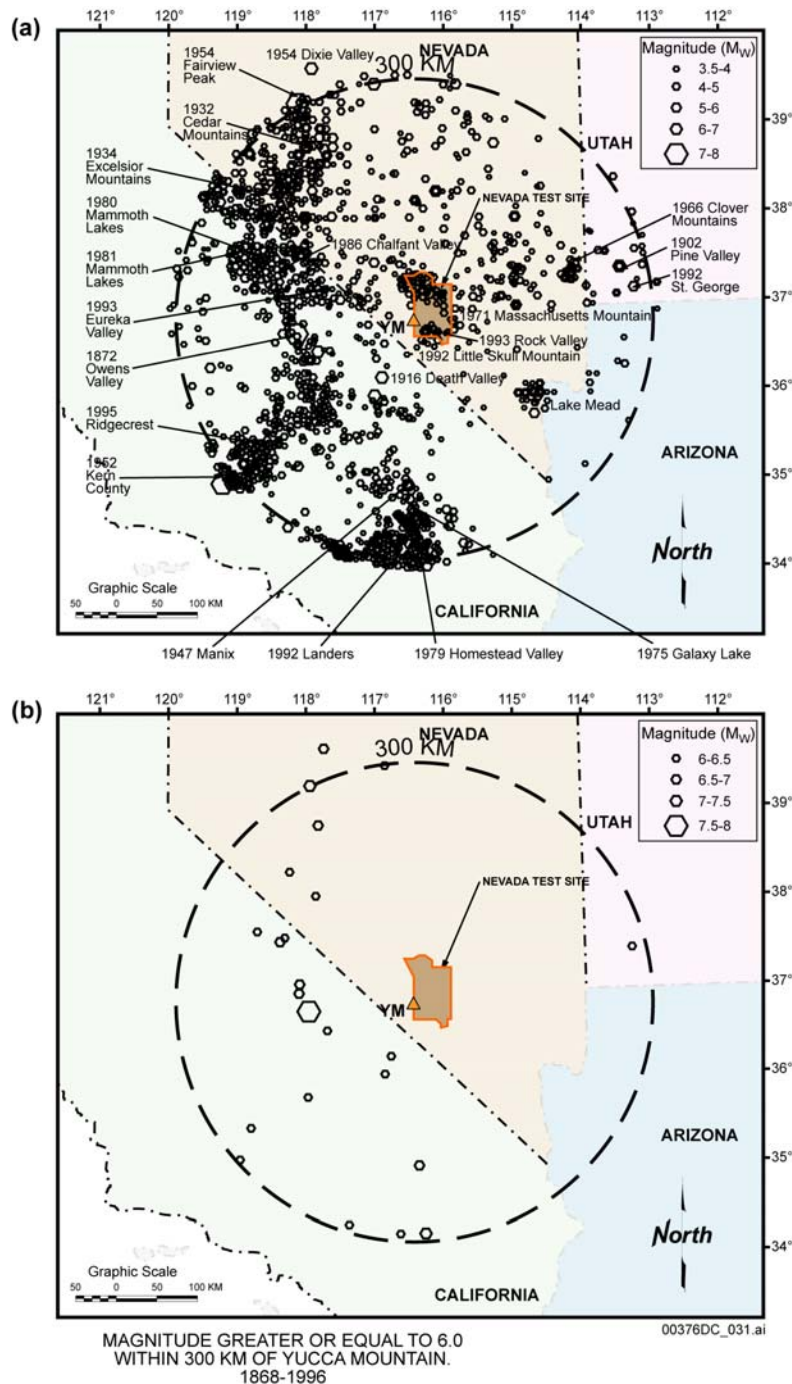 121° 120° 119° 118° 117° 116° 115° 114° 113° 112°
(a)
NEVADA
300 KM
Magnitude (MW)
3.5-4
4-5
5-6
6-7
7-8
1954
Fairview
Peak
1954 Dixie Valley
1932
Cedar
Mountains
1934
Excelsior
Mountains
1980
Mammoth
Lakes
1981
Mammoth
Lakes
1986 Chalfant Valley
1993
Eureka
Valley
1872
Owens
Valley
1995
Ridgecrest
1952
Kern
County
NEVADA TEST SITE
UTAH
1966 Clover
Mountains
1902
Pine Valley
1992
St. George
1971 Massachusetts Mountain
YM
1993 Rock Valley
1992 Little Skull Mountain
1916 Death Valley
Lake Mead
ARIZONA
39°
38°
37°
36°
35°
34°
North
Graphic Scale
50 0 50 100 KM
CALIFORNIA
1947 Manix 1992 Landers 1979 Homestead Valley 1975 Galaxy Lake
121° 120° 119° 118° 117° 116° 115° 114° 113° 112°
(b)
NEVADA
300 KM
Magnitude (MW)
6-6.5
6.5-7
7-7.5
7.5-8
UTAH
NEVADA TEST SITE
YM
ARIZONA
39°
38°
37°
36°
35°
34°
North
Graphic Scale
50 0 50 100 KM
CALIFORNIA
00376DC_031.ai
MAGNITUDE GREATER OR EQUAL TO 6.0
WITHIN 300 KM OF YUCCA MOUNTAIN.
1868-1996